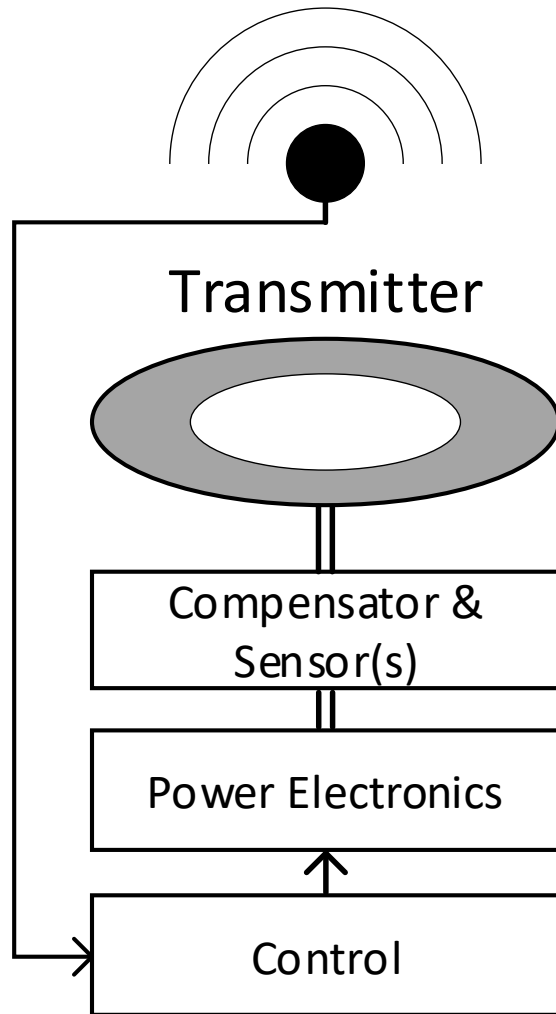 Transmitter
Compensator &
Sensor(s)
Power Electronics
Control